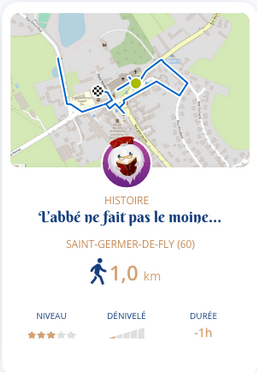 HISTOIRE
L'abbé ne fait pas le moine...
SAINT-GERMER-DE-FLY (60)
1,0 km
NIVEAU
DÉNIVELÉ
DURÉE
-1h